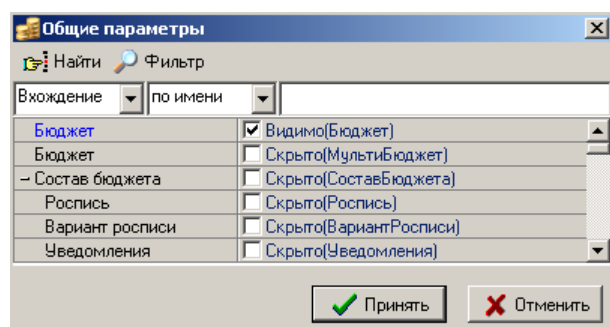 Общие параметры
Найти Фильтр
Вхождение по имени
Бюджет Видимо(Бюджет)
Бюджет Скрыто(МультиБюджет)
– Состав бюджета Скрыто(СоставБюджета)
Роспись Скрыто(Роспись)
Вариант росписи Скрыто(ВариантРосписи)
Уведомления Скрыто(Уведомления)
Принять Отменить